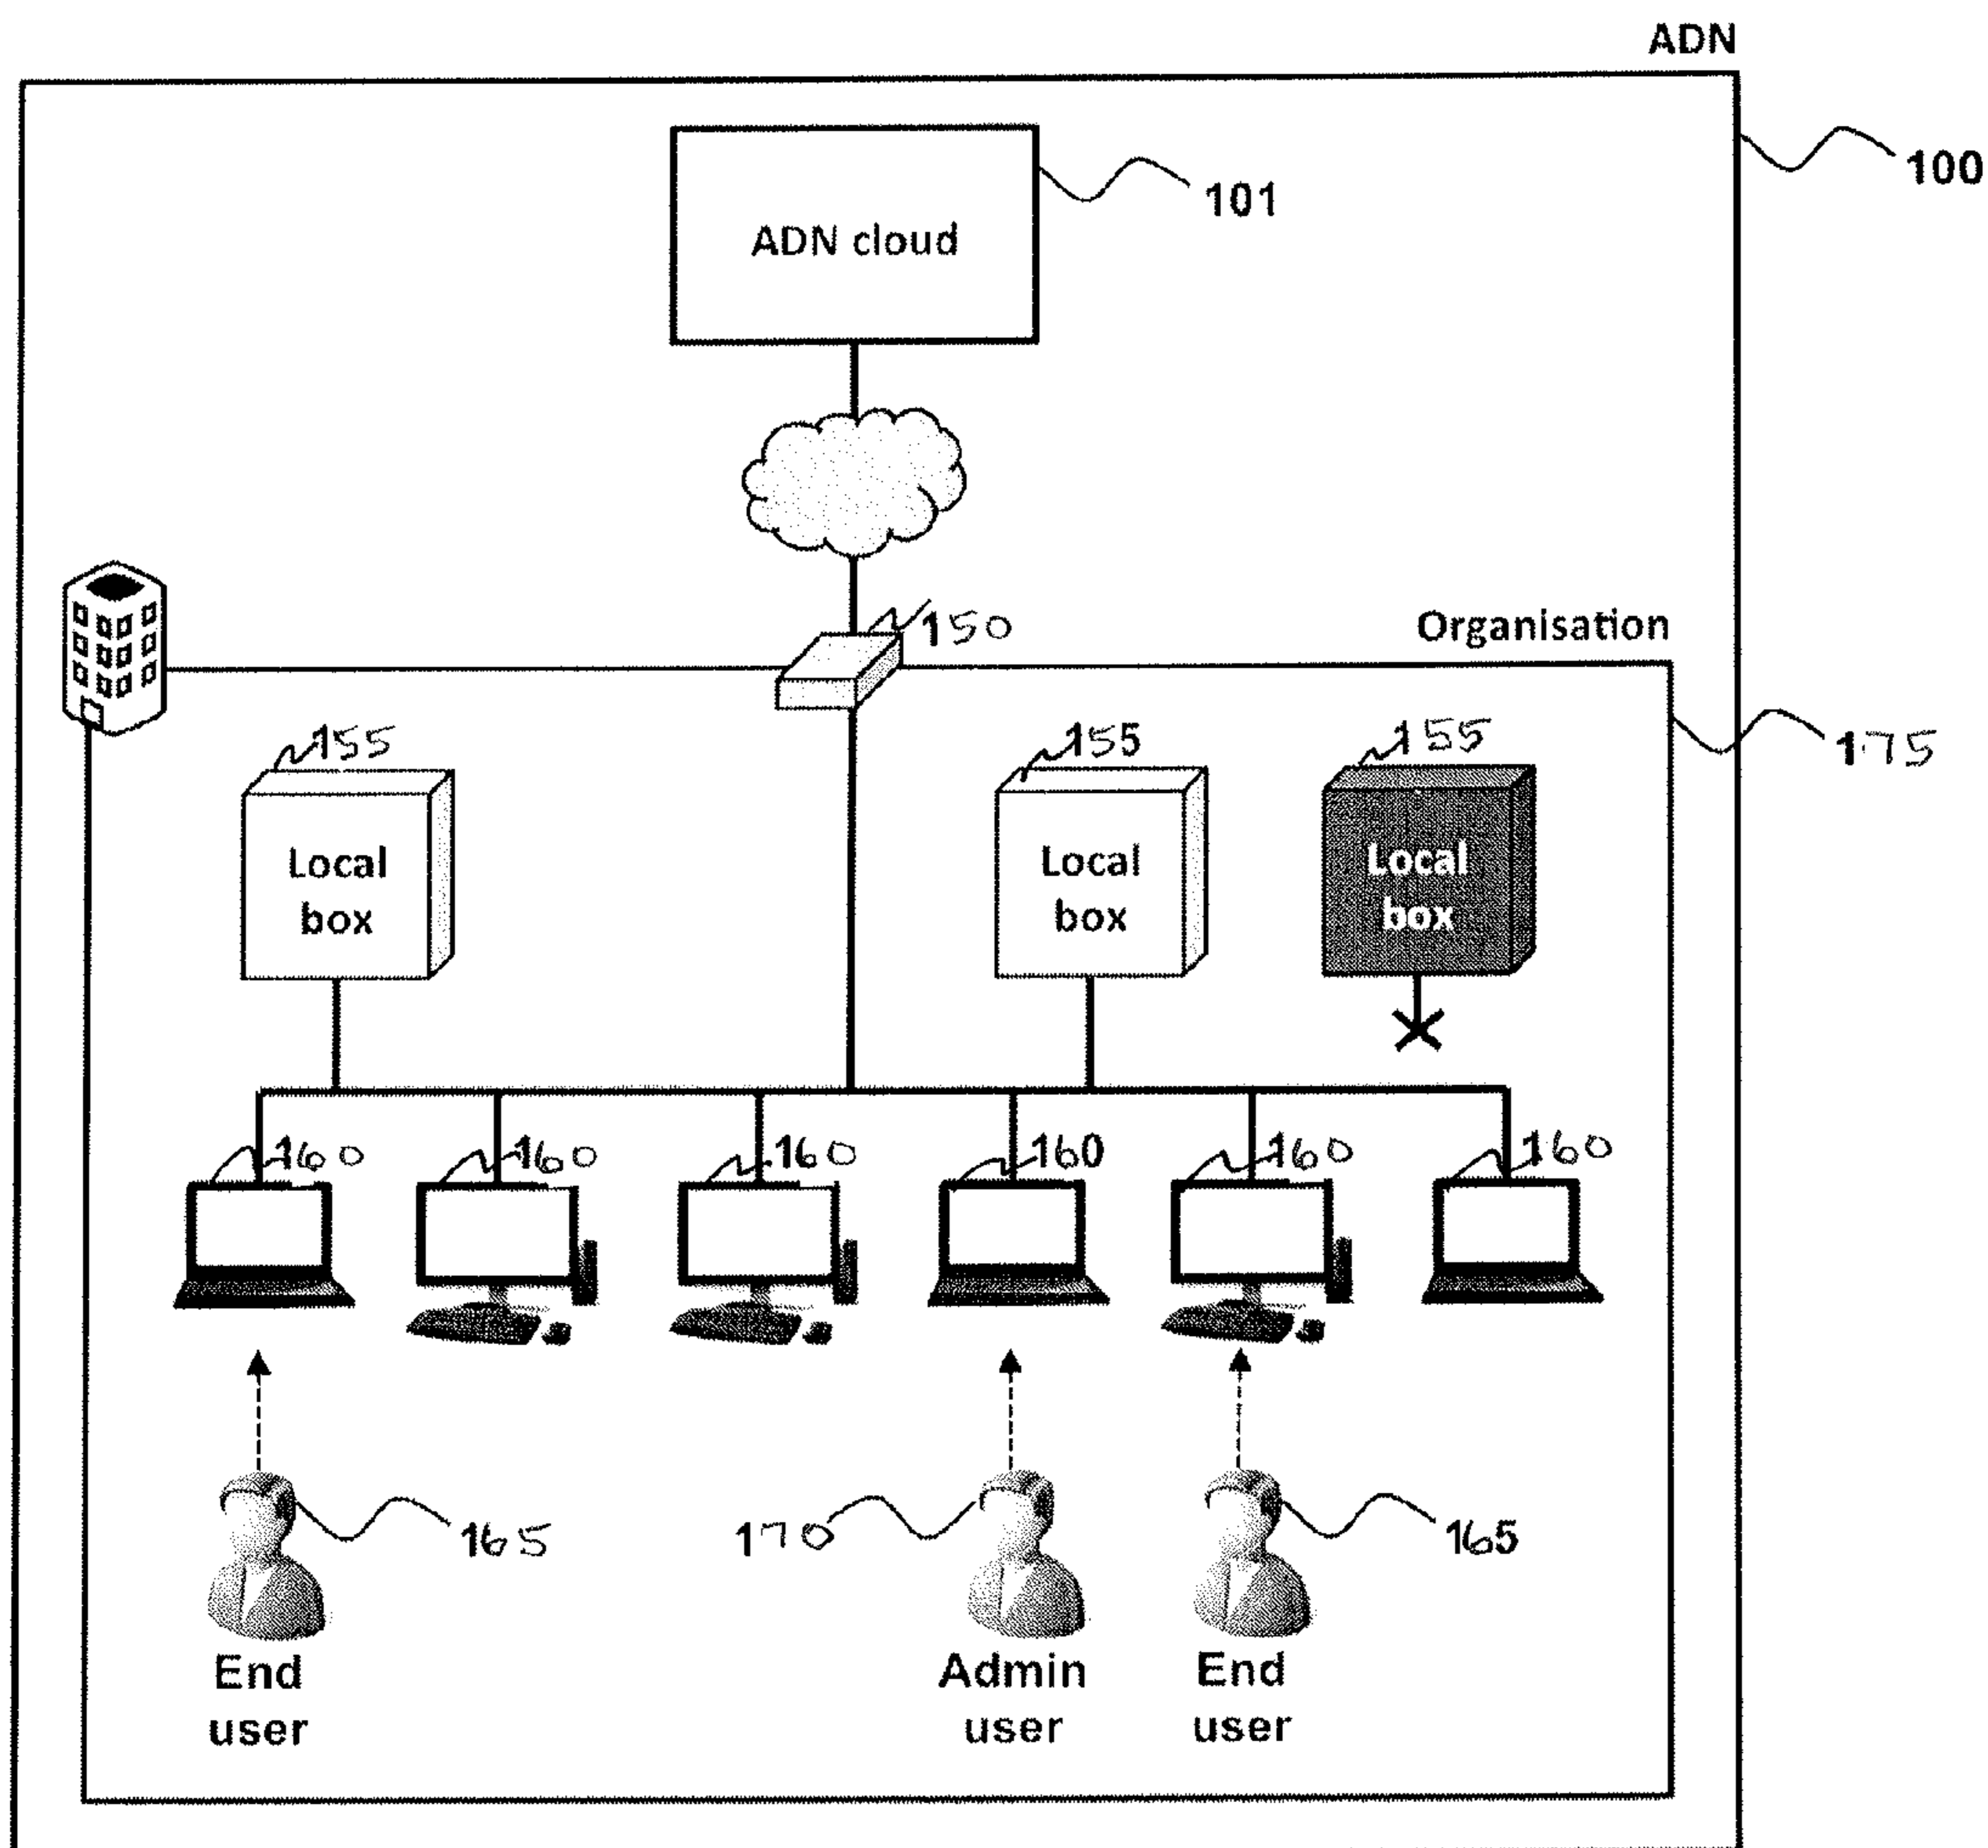 ADN
100
101
ADN cloud
150
Organisation
175
155
155
155
Local
box
Local
box
Local
box
160
160
160
160
160
160
165
170
165
End
user
Admin
user
End
user